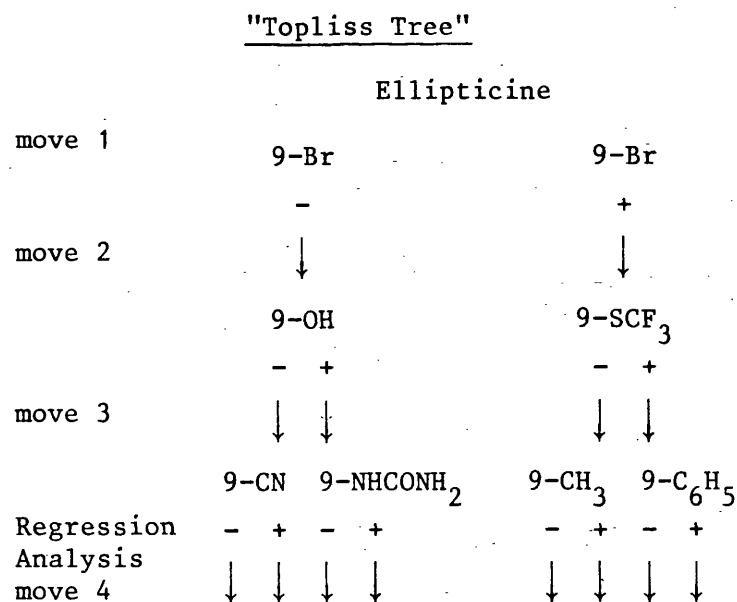 "Topliss Tree"
Ellipticine
move 1
9-Br 9-Br
- +
move 2
↓ ↓
9-OH 9-SCF₃
- + - +
move 3
↓ ↓ ↓ ↓
9-CN 9-NHCONH₂ 9-CH₃ 9-C₆H₅
Regression - + - + - + - +
Analysis
move 4 ↓ ↓ ↓ ↓ ↓ ↓ ↓ ↓